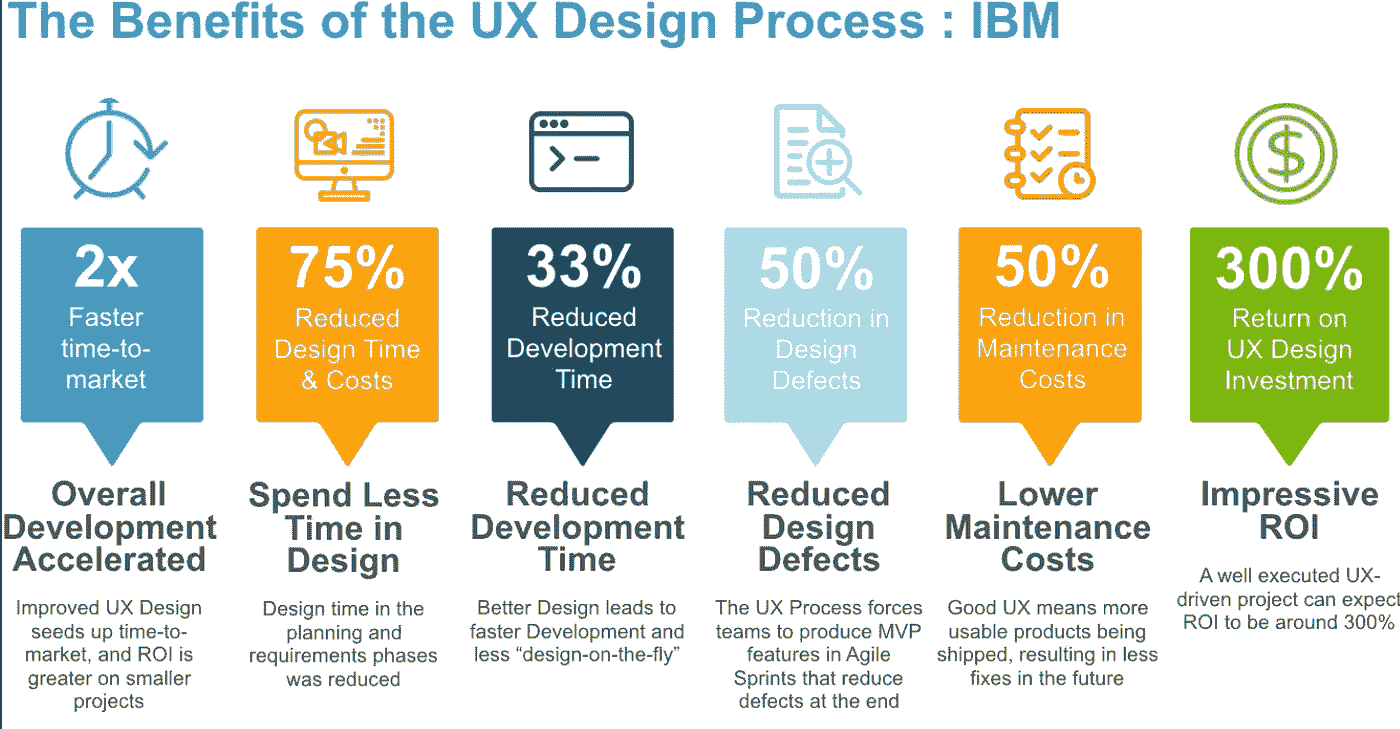 The Benefits of the UX Design Process : IBM
2x
Faster
time-to-
market
Overall
Development
Accelerated
Improved UX Design
seeds up time-to-
market, and ROI is
greater on smaller
projects
75%
Reduced
Design Time
& Costs
Spend Less
Time in
Design
Design time in the
planning and
requirements phases
was reduced
33%
Reduced
Development
Time
Reduced
Development
Time
Better Design leads to
faster Development and
less “design-on-the-fly”
50%
Reduction in
Design
Defects
Reduced
Design
Defects
The UX Process forces
teams to produce MVP
features in Agile
Sprints that reduce
defects at the end
50%
Reduction in
Maintenance
Costs
Lower
Maintenance
Costs
Good UX means more
usable products being
shipped, resulting in less
fixes in the future
300%
Return on
UX Design
Investment
Impressive
ROI
A well executed UX-
driven project can expect
ROI to be around 300%